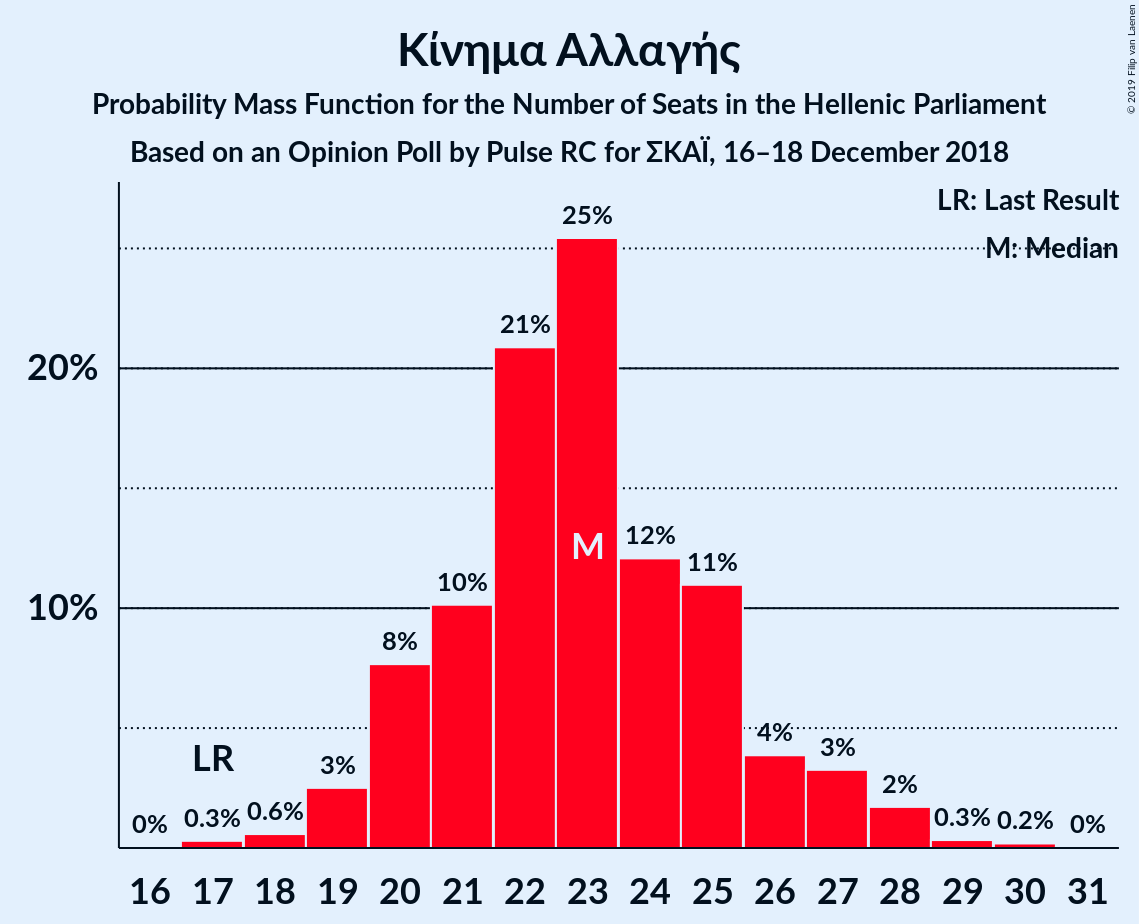 Κίνημα Αλλαγής
Probability Mass Function for the Number of Seats in the Hellenic Parliament
Based on an Opinion Poll by Pulse RC for ΣΚΑΪ, 16–18 December 2018
© 2019 Filip van Laenen
LR: Last Result
M: Median
20%
10%
0%
0.3%
0.6%
3%
8%
10%
21%
25%
12%
11%
4%
3%
2%
0.3%
0.2%
0%
LR
M
16 17 18 19 20 21 22 23 24 25 26 27 28 29 30 31